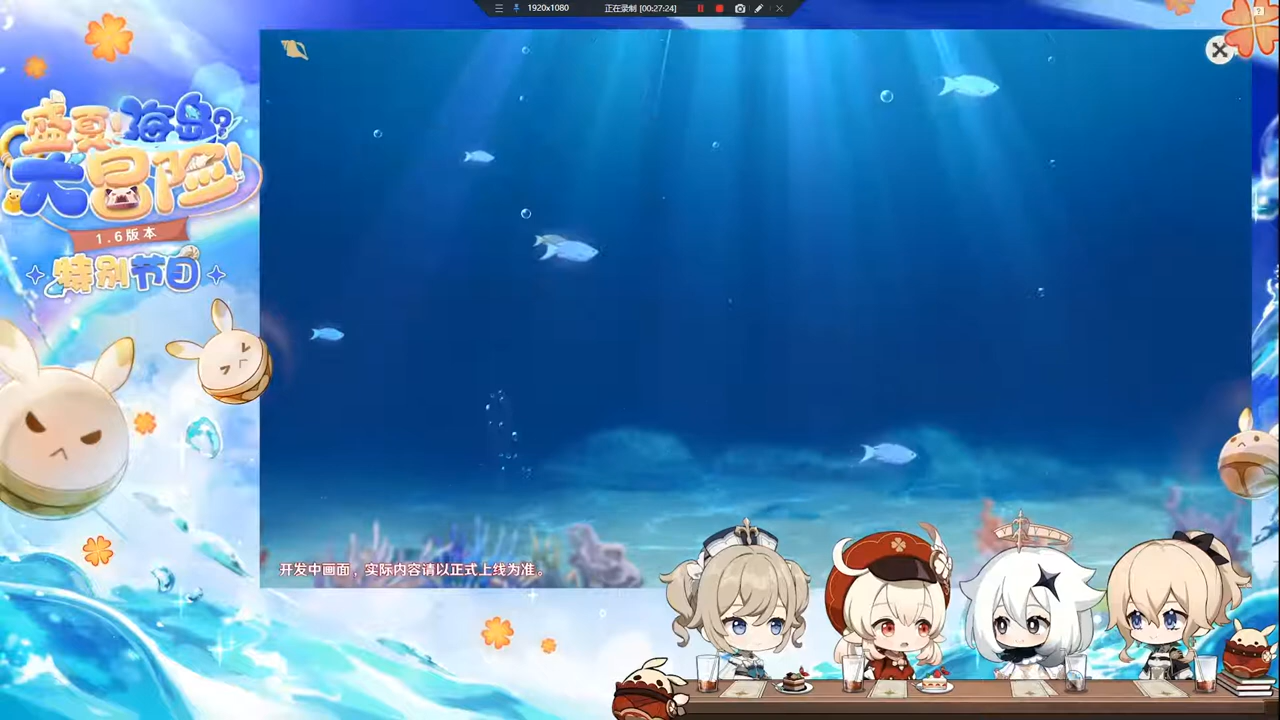 1920x1080 正在录制 [00:27:24]
盛夏！海岛？
大冒险！
1.6版本
特别节目
开发中画面，实际内容请以正式上线为准。